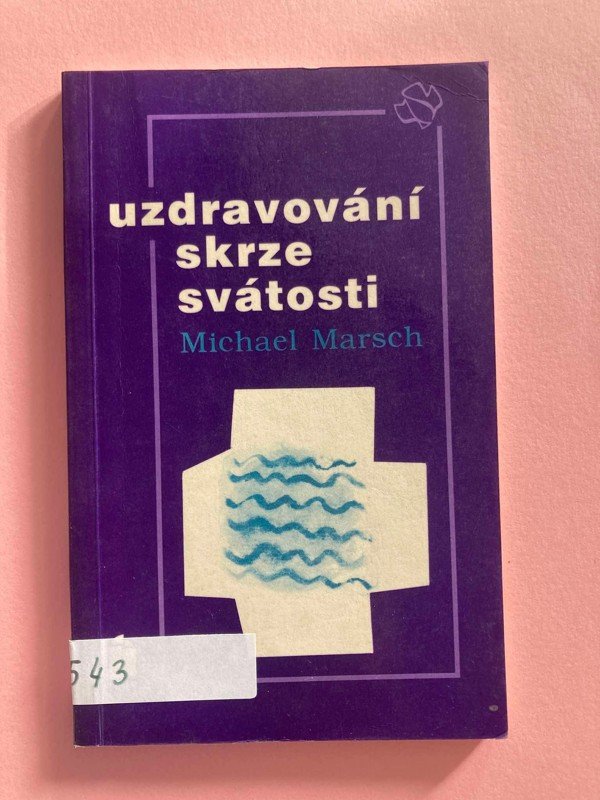 uzdravování
skrze
svátosti
Michael Marsch
543